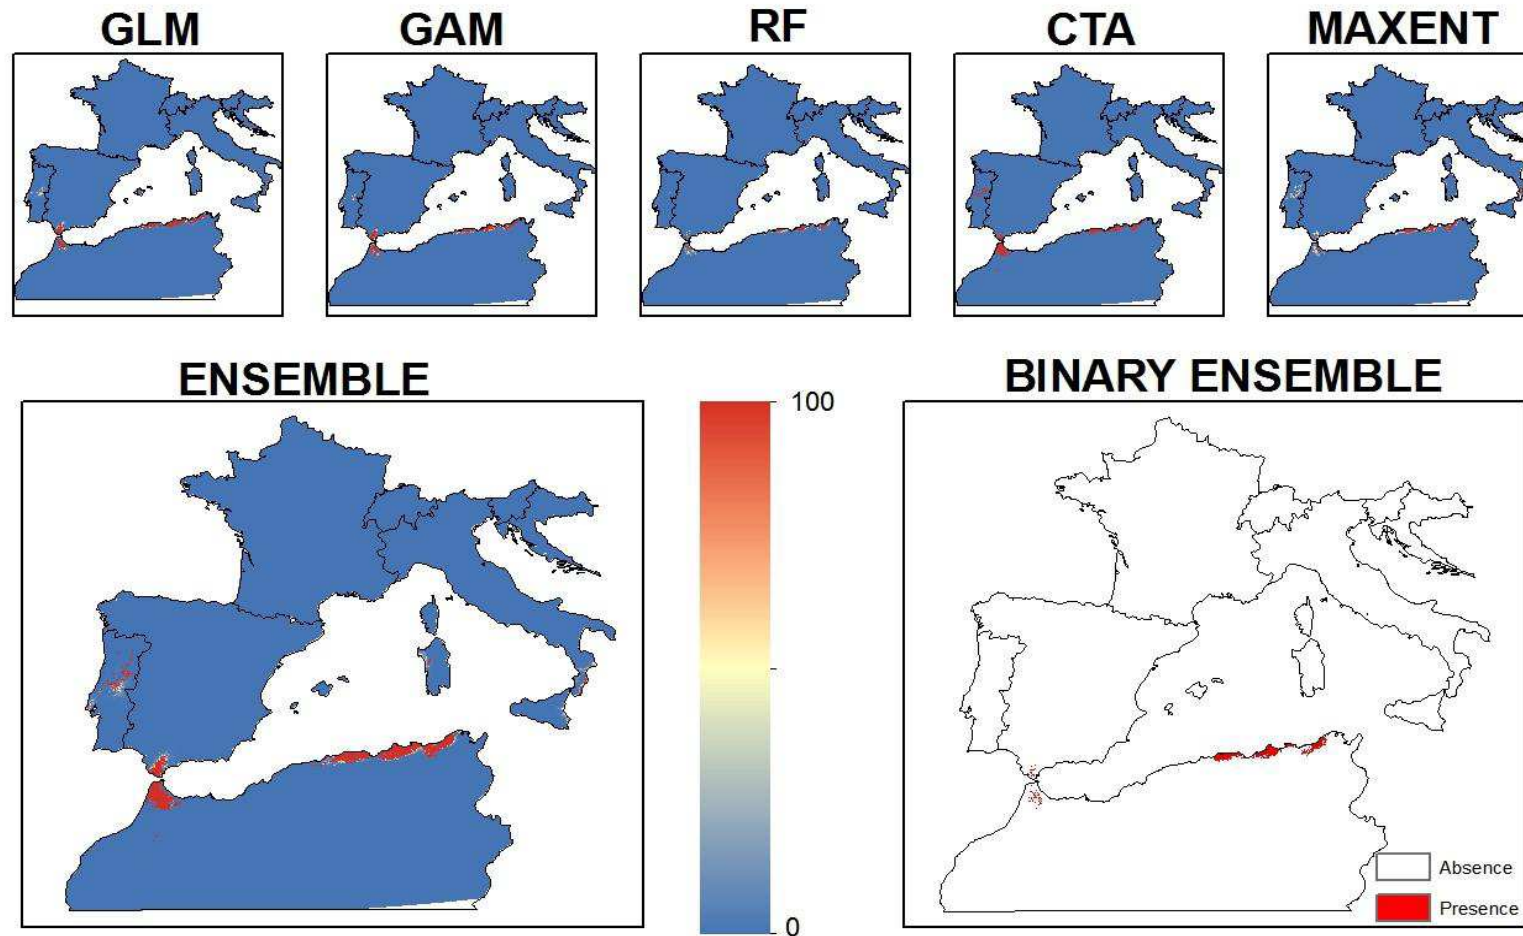 GLM
GAM
RF
CTA
MAXENT
ENSEMBLE
BINARY ENSEMBLE
100
0
Absence
Presence